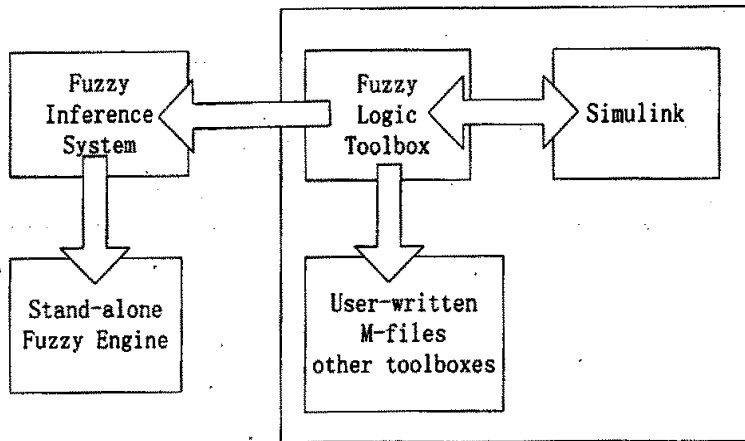 Fuzzy
Inference
System
Fuzzy
Logic
Toolbox
Simulink
Stand-alone
Fuzzy Engine
User-written
M-files
other toolboxes